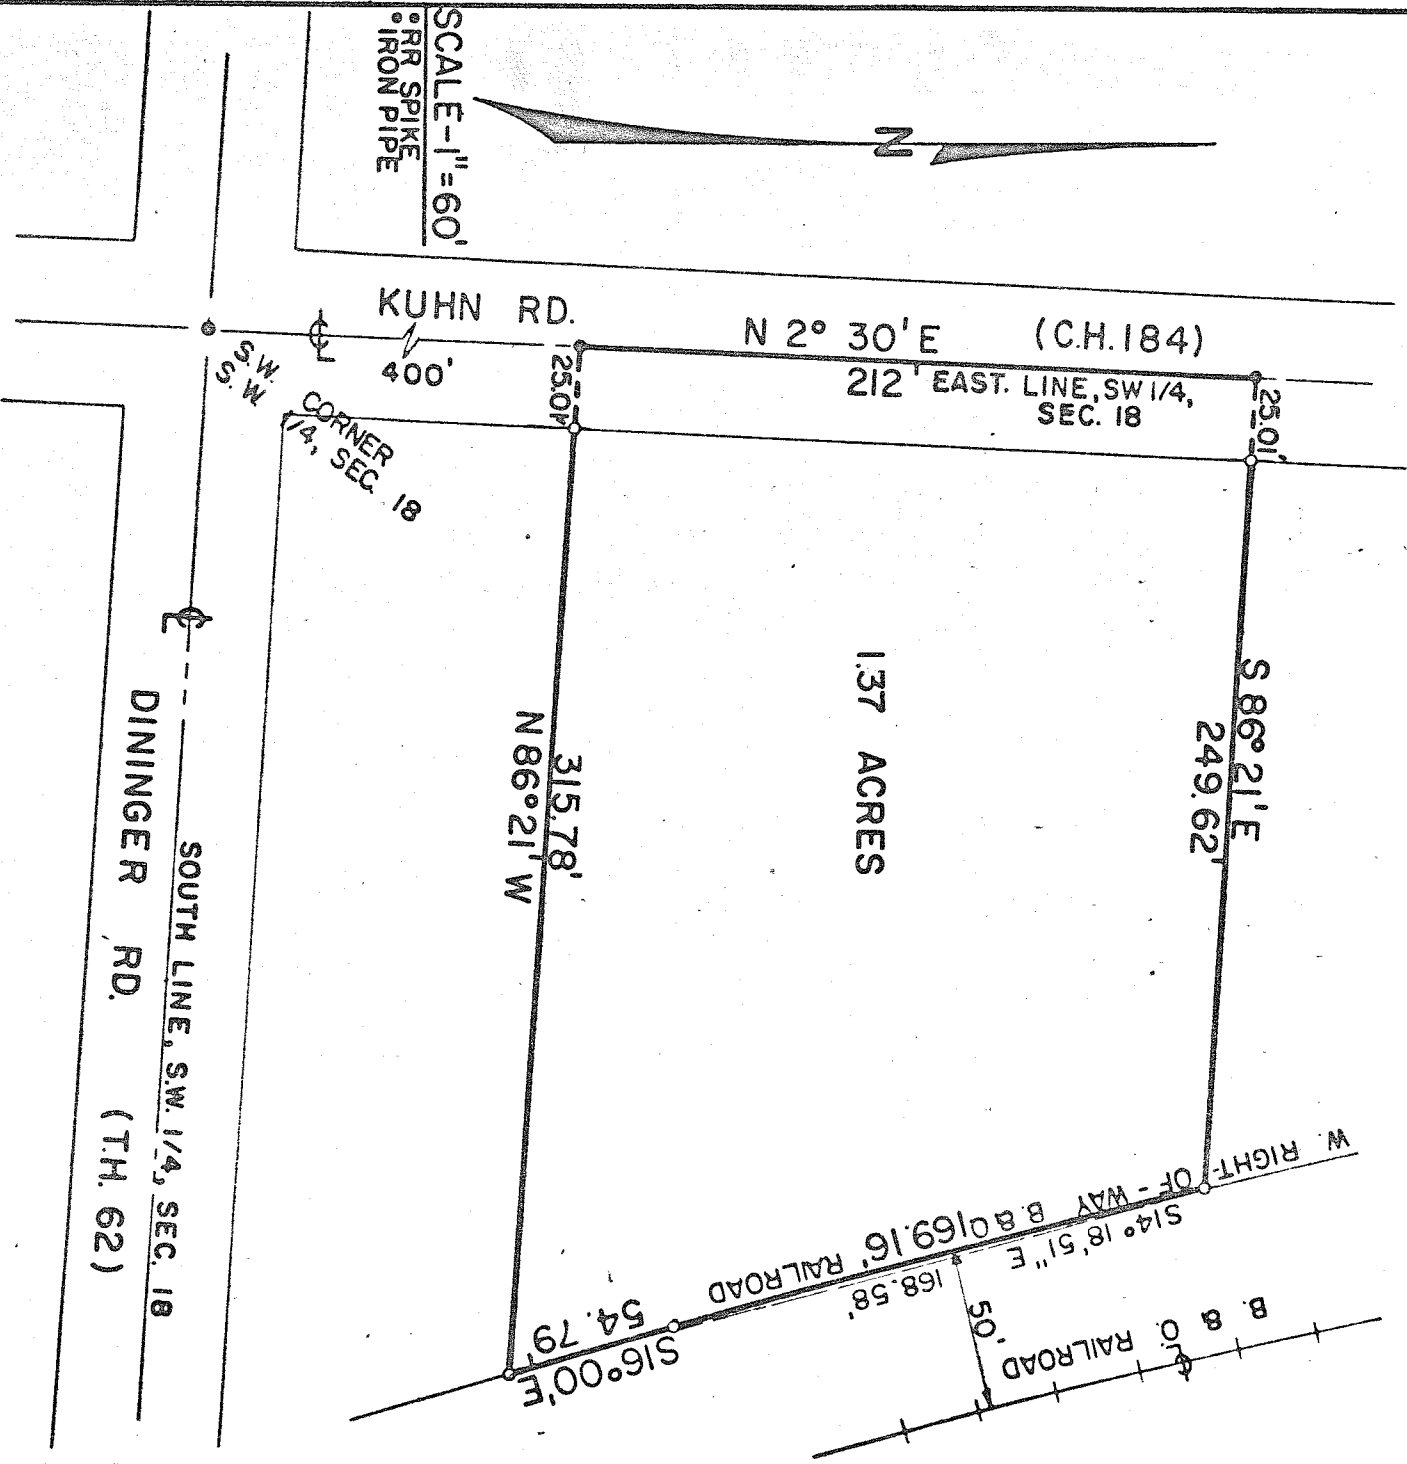 SCALE-1"=60'
: RR SPIKE
: IRON PIPE
N
KUHN RD.
N 2° 30' E (C.H.184)
400'
212' EAST. LINE, SW 1/4,
SEC. 18
25.01'
25.01'
S.W. CORNER
S.W. 1/4, SEC. 18
S 86° 21' E
249.62'
1.37 ACRES
315.78'
N 86° 21' W
SOUTH LINE, S.W. 1/4, SEC. 18
DININGER RD. (T.H. 62)
W. RIGHT-OF-WAY B.&O. RAILROAD
S14° 18' 51" E
169.16'
168.58'
54.79'
S16°00'E
50'
B. & O. RAILROAD